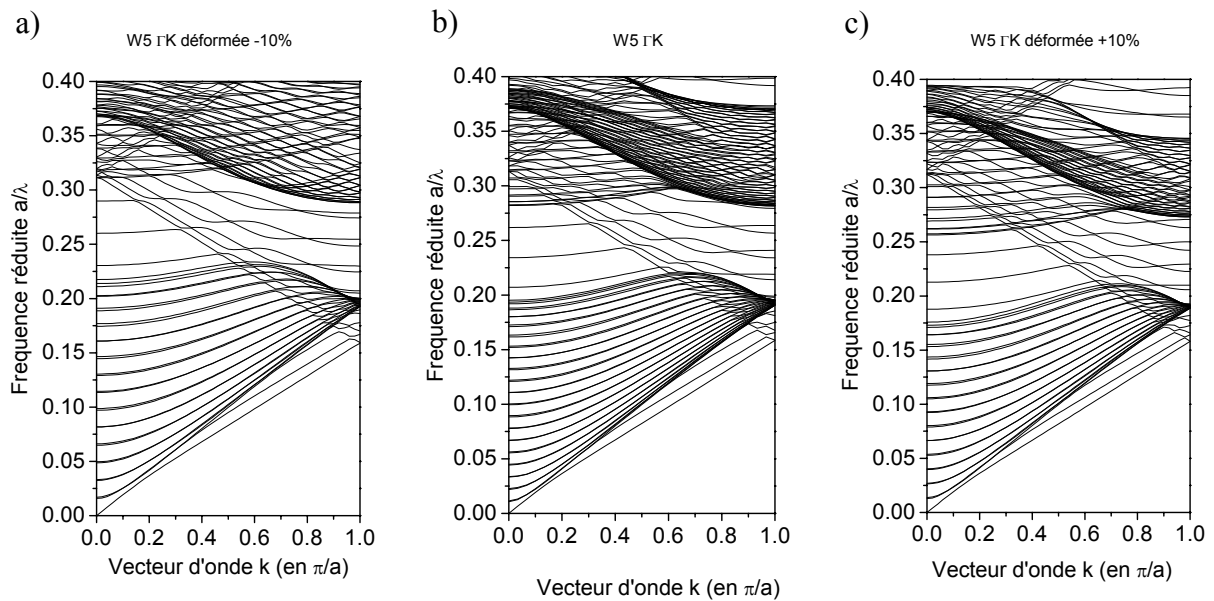 a)
W5 ΓK déformée -10%
Frequence réduite a/λ
0.40
0.35
0.30
0.25
0.20
0.15
0.10
0.05
0.00
0.0 0.2 0.4 0.6 0.8 1.0
Vecteur d'onde k (en π/a)
b)
W5 ΓK
Frequence réduite a/λ
0.40
0.35
0.30
0.25
0.20
0.15
0.10
0.05
0.00
0.0 0.2 0.4 0.6 0.8 1.0
Vecteur d'onde k (en π/a)
c)
W5 ΓK déformée +10%
Frequence réduite a/λ
0.40
0.35
0.30
0.25
0.20
0.15
0.10
0.05
0.00
0.0 0.2 0.4 0.6 0.8 1.0
Vecteur d'onde k (en π/a)